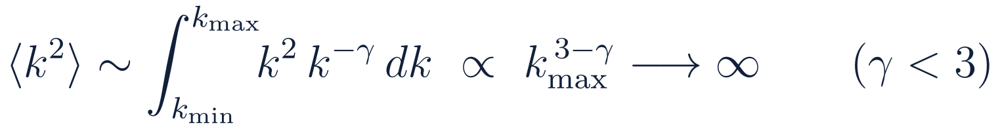 ⟨k²⟩ ∼ ∫_{k_min}^{k_max} k² k^{−γ} dk ∝ k_max^{3−γ} ⟶ ∞ (γ < 3)